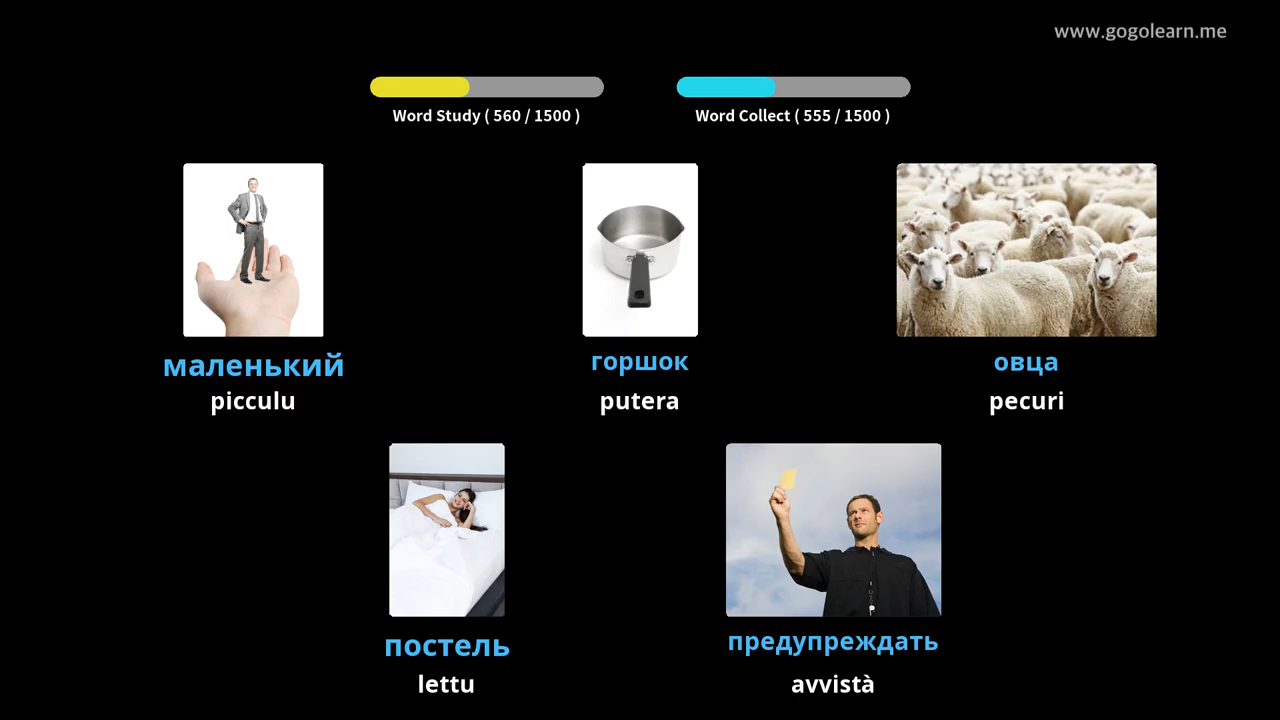 www.gogolearn.me
Word Study ( 560 / 1500 )
Word Collect ( 555 / 1500 )
маленький
picculu
горшок
putera
овца
pecuri
постель
lettu
предупреждать
avvistà